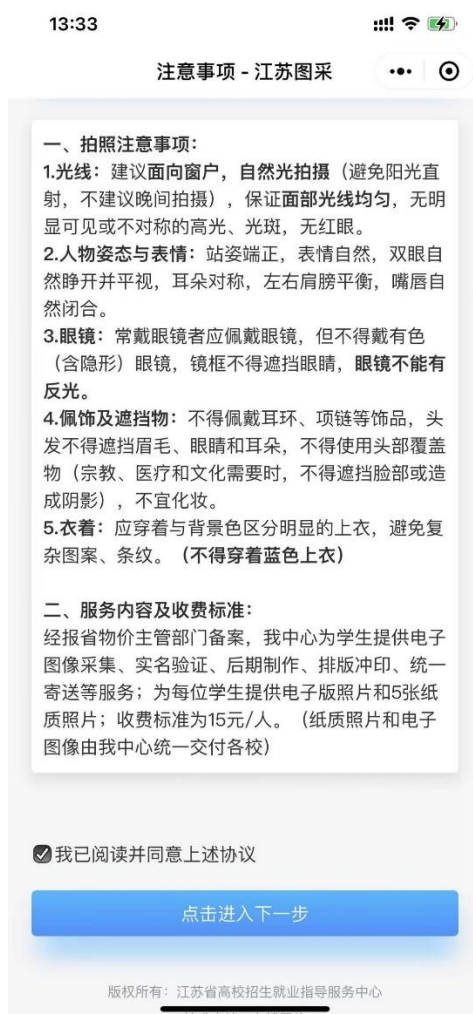 13:33
注意事项 - 江苏图采
一、拍照注意事项：
1.光线：建议面向窗户，自然光拍摄（避免阳光直
射，不建议晚间拍摄），保证面部光线均匀，无明
显可见或不对称的高光、光斑，无红眼。
2.人物姿态与表情：站姿端正，表情自然，双眼自
然睁开并平视，耳朵对称，左右肩膀平衡，嘴唇自
然闭合。
3.眼镜：常戴眼镜者应佩戴眼镜，但不得戴有色
（含隐形）眼镜，镜框不得遮挡眼睛，眼镜不能有
反光。
4.佩饰及遮挡物：不得佩戴耳环、项链等饰品，头
发不得遮挡眉毛、眼睛和耳朵，不得使用头部覆盖
物（宗教、医疗和文化需要时，不得遮挡脸部或造
成阴影），不宜化妆。
5.衣着：应穿着与背景色区分明显的上衣，避免复
杂图案、条纹。（不得穿着蓝色上衣）
二、服务内容及收费标准：
经报省物价主管部门备案，我中心为学生提供电子
图像采集、实名验证、后期制作、排版冲印、统一
寄送等服务；为每位学生提供电子版照片和5张纸
质照片；收费标准为15元/人。（纸质照片和电子
图像由我中心统一交付各校）
我已阅读并同意上述协议
点击进入下一步
版权所有：江苏省高校招生就业指导服务中心